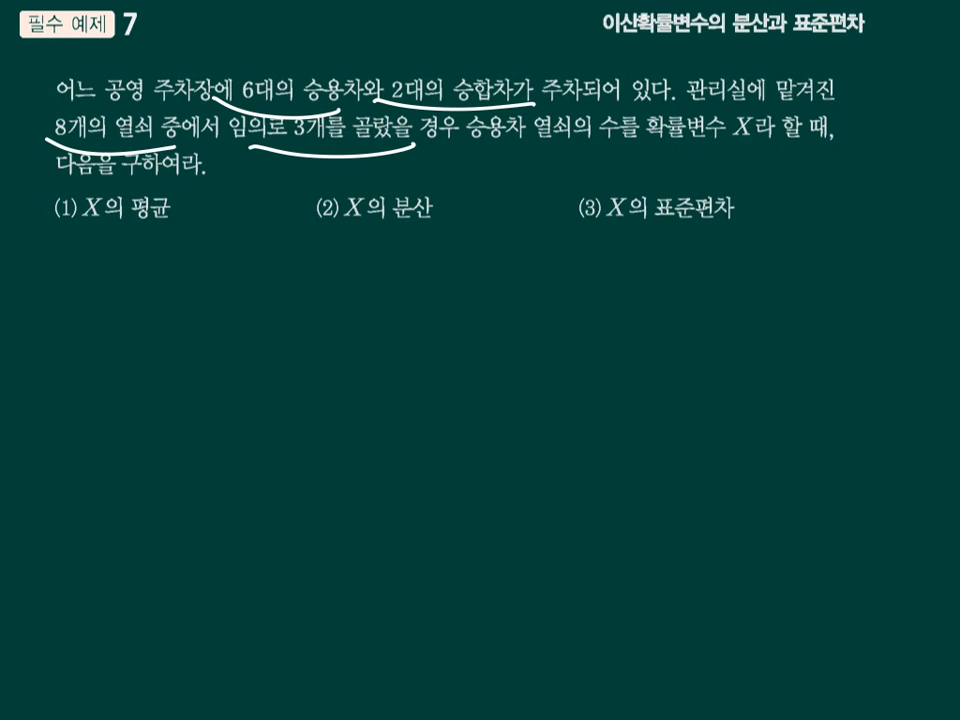 필수 예제 7
이산확률변수의 분산과 표준편차
어느 공영 주차장에 6대의 승용차와 2대의 승합차가 주차되어 있다. 관리실에 맡겨진
8개의 열쇠 중에서 임의로 3개를 골랐을 경우 승용차 열쇠의 수를 확률변수 X라 할 때,
다음을 구하여라.
(1) X의 평균 (2) X의 분산 (3) X의 표준편차